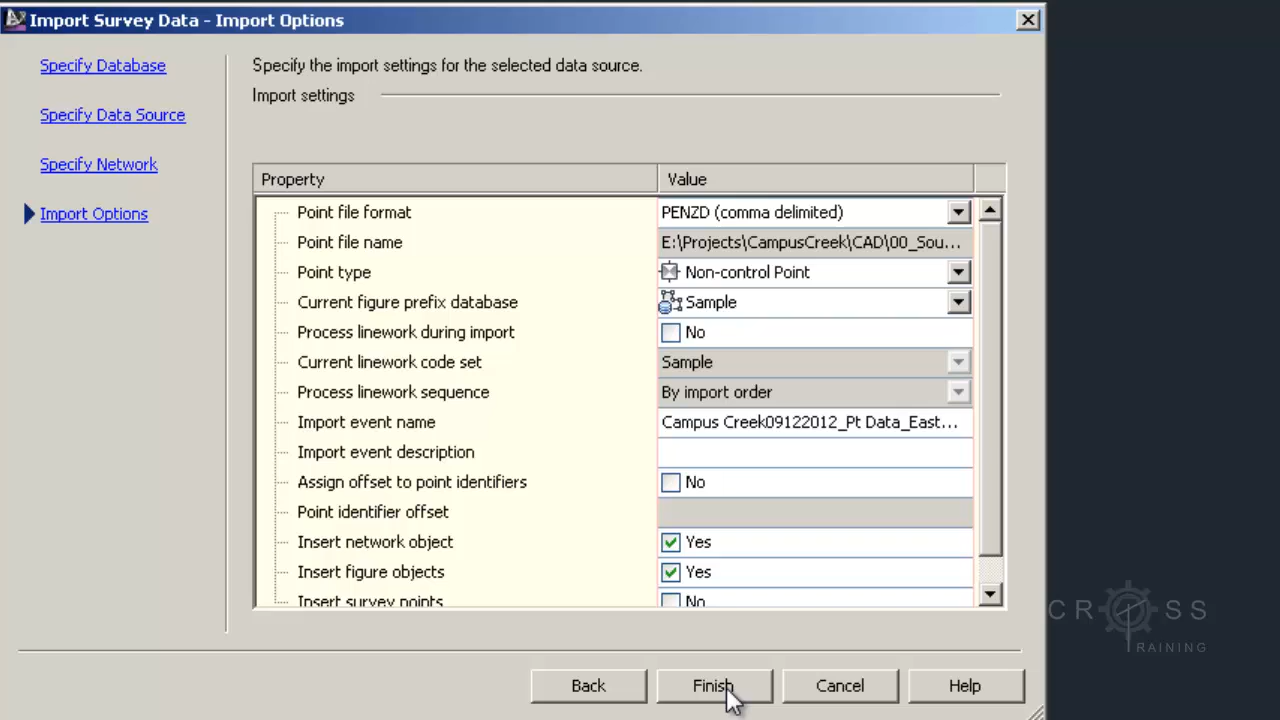 Import Survey Data - Import Options
Specify Database
Specify Data Source
Specify Network
Import Options
Specify the import settings for the selected data source.
Import settings
Property Value
Point file format PENZD (comma delimited)
Point file name E:\Projects\CampusCreek\CAD\00_Sou...
Point type Non-control Point
Current figure prefix database Sample
Process linework during import No
Current linework code set Sample
Process linework sequence By import order
Import event name Campus Creek09122012_Pt Data_East...
Import event description
Assign offset to point identifiers No
Point identifier offset
Insert network object Yes
Insert figure objects Yes
Insert survey points No
Back Finish Cancel Help
CROSS
TRAINING